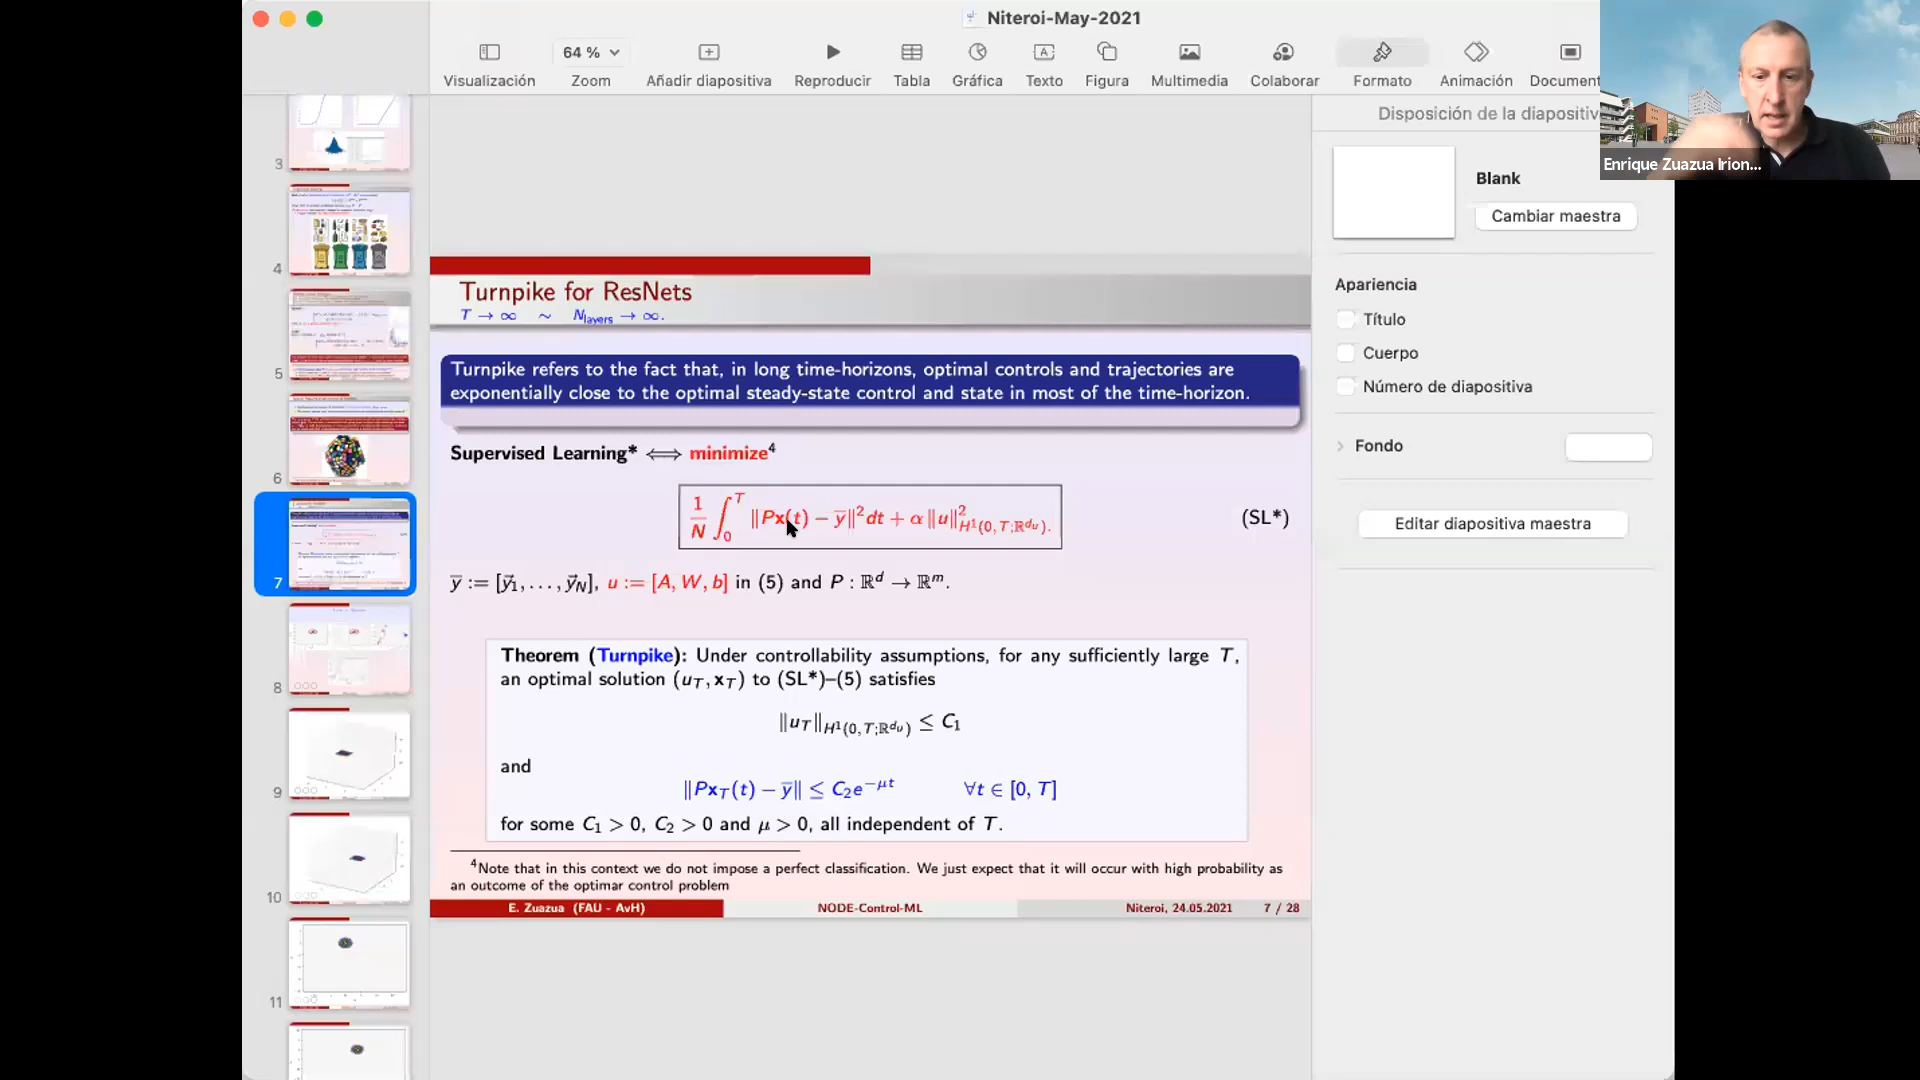 Niteroi-May-2021
64 %
Visualización
Zoom
Añadir diapositiva
Reproducir
Tabla
Gráfica
Texto
Figura
Multimedia
Colaborar
Formato
Animación
Document
Disposición de la diapositiv
Enrique Zuazua Irion...
Blank
Cambiar maestra
Apariencia
Título
Cuerpo
Número de diapositiva
Fondo
Editar diapositiva maestra
3
4
5
6
7
8
9
10
11
Turnpike for ResNets
T → ∞ ∼ N_layers → ∞.
Turnpike refers to the fact that, in long time-horizons, optimal controls and trajectories are
exponentially close to the optimal steady-state control and state in most of the time-horizon.
Supervised Learning* ⟺ minimize⁴
1/N ∫₀ᵀ ‖Px(t) − ȳ‖² dt + α ‖u‖²_{H¹(0,T;ℝ^{d_u})}. (SL*)
ȳ := [y⃗₁, . . . , y⃗_N], u := [A, W, b] in (5) and P : ℝᵈ → ℝᵐ.
Theorem (Turnpike): Under controllability assumptions, for any sufficiently large T,
an optimal solution (u_T, x_T) to (SL*)–(5) satisfies
‖u_T‖_{H¹(0,T;ℝ^{d_u})} ≤ C₁
and
‖Px_T(t) − ȳ‖ ≤ C₂e^{−μt} ∀t ∈ [0, T]
for some C₁ > 0, C₂ > 0 and μ > 0, all independent of T.
⁴Note that in this context we do not impose a perfect classification. We just expect that it will occur with high probability as
an outcome of the optimar control problem
E. Zuazua (FAU - AvH) NODE-Control-ML Niteroi, 24.05.2021 7 / 28